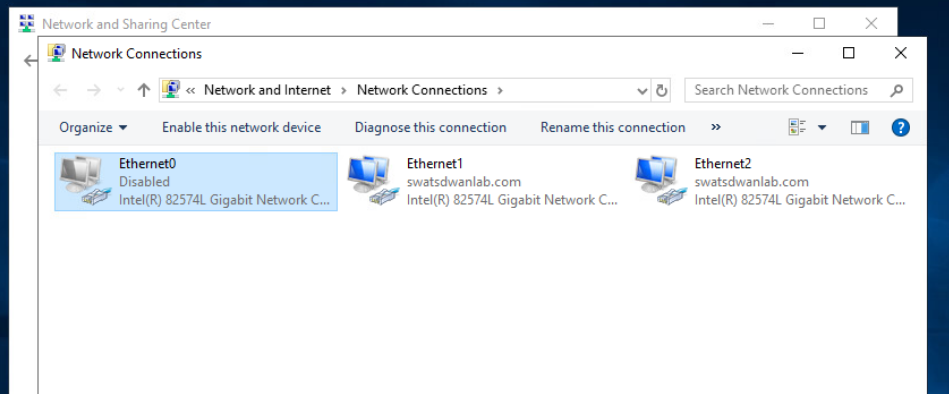 Network and Sharing Center
Network Connections
« Network and Internet > Network Connections >
Search Network Connections
Organize Enable this network device Diagnose this connection Rename this connection »
Ethernet0
Disabled
Intel(R) 82574L Gigabit Network C...
Ethernet1
swatsdwanlab.com
Intel(R) 82574L Gigabit Network C...
Ethernet2
swatsdwanlab.com
Intel(R) 82574L Gigabit Network C...